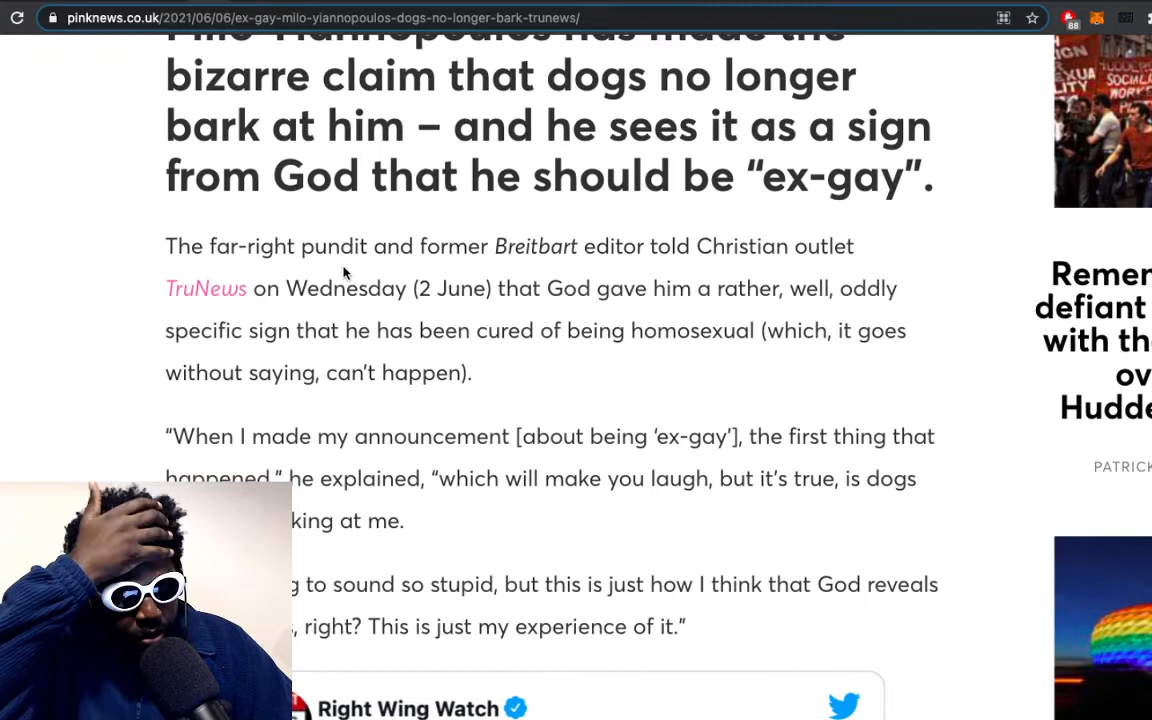 pinknews.co.uk/2021/06/06/ex-gay-milo-yiannopoulos-dogs-no-longer-bark-trunews/
88
Milo Yiannopoulos has made the
bizarre claim that dogs no longer
bark at him – and he sees it as a sign
from God that he should be “ex-gay”.
The far-right pundit and former Breitbart editor told Christian outlet
TruNews on Wednesday (2 June) that God gave him a rather, well, oddly
specific sign that he has been cured of being homosexual (which, it goes
without saying, can’t happen).
“When I made my announcement [about being ‘ex-gay’], the first thing that
happened,” he explained, “which will make you laugh, but it’s true, is dogs
king at me.
g to sound so stupid, but this is just how I think that God reveals
, right? This is just my experience of it.”
Right Wing Watch
Remem
defiant
with th
ov
Hudde
PATRICK